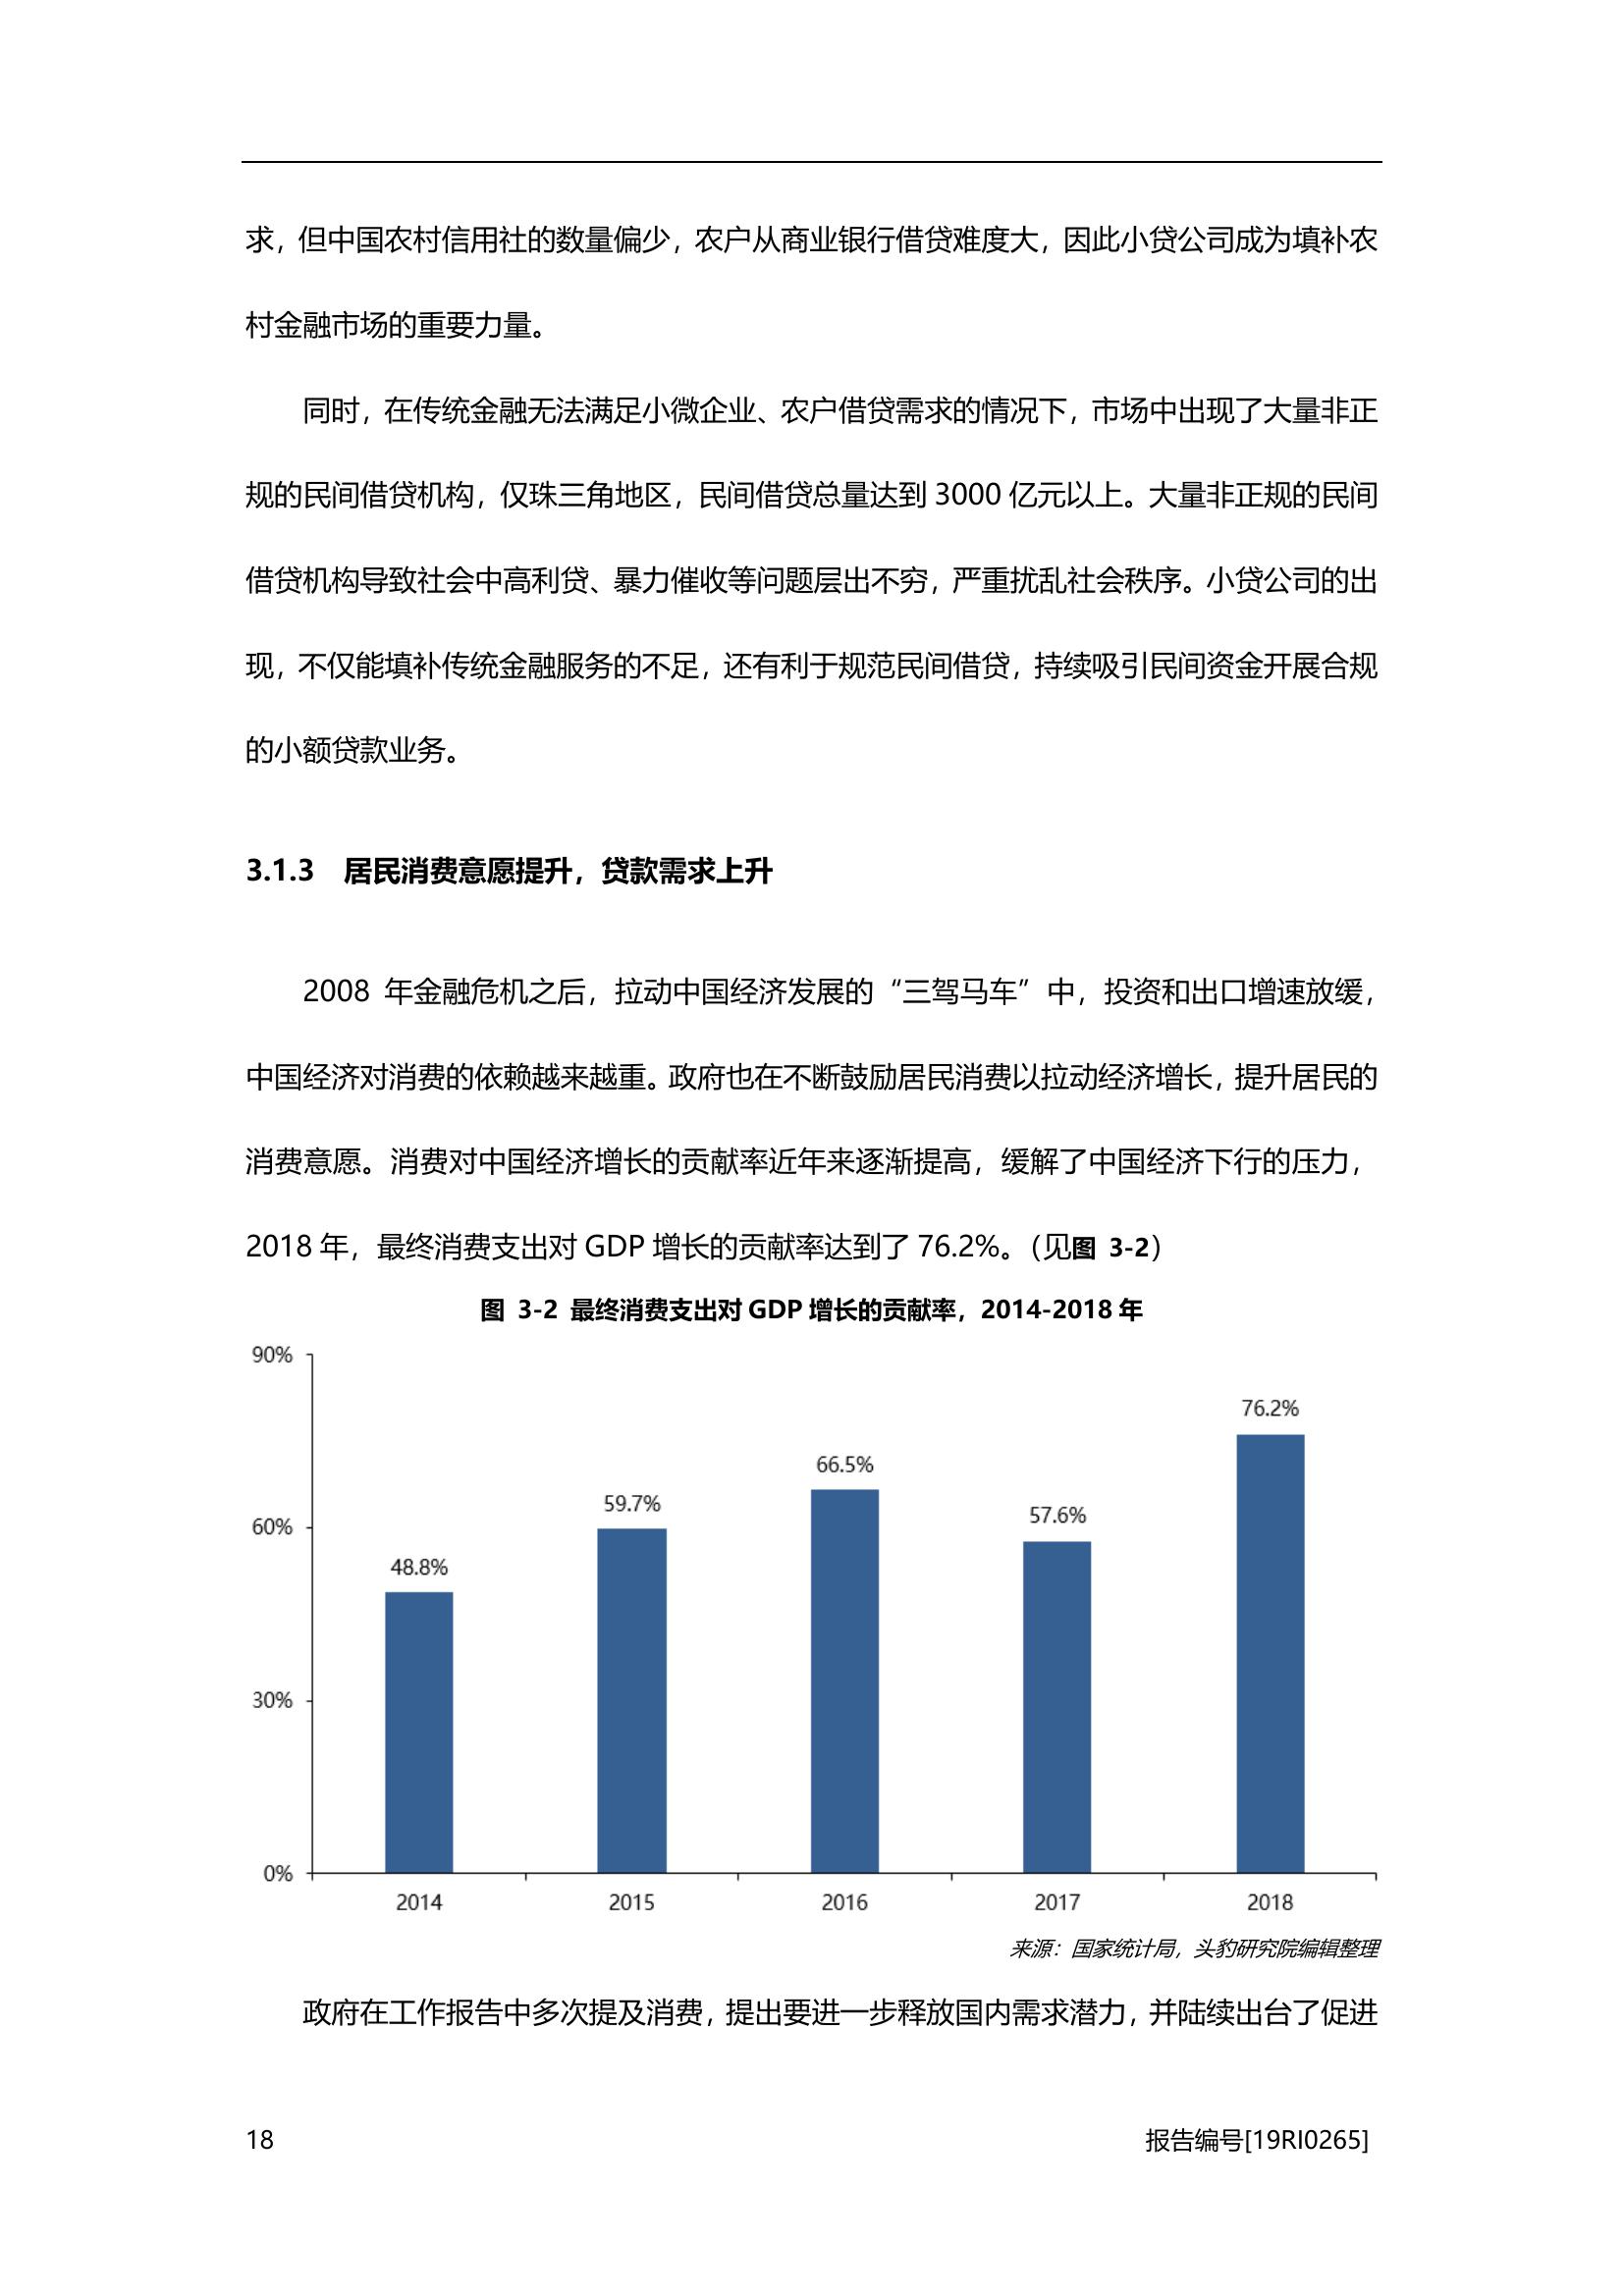 求，但中国农村信用社的数量偏少，农户从商业银行借贷难度大，因此小贷公司成为填补农
村金融市场的重要力量。
同时，在传统金融无法满足小微企业、农户借贷需求的情况下，市场中出现了大量非正
规的民间借贷机构，仅珠三角地区，民间借贷总量达到 3000 亿元以上。大量非正规的民间
借贷机构导致社会中高利贷、暴力催收等问题层出不穷，严重扰乱社会秩序。小贷公司的出
现，不仅能填补传统金融服务的不足，还有利于规范民间借贷，持续吸引民间资金开展合规
的小额贷款业务。
3.1.3 居民消费意愿提升，贷款需求上升
2008 年金融危机之后，拉动中国经济发展的“三驾马车”中，投资和出口增速放缓，
中国经济对消费的依赖越来越重。政府也在不断鼓励居民消费以拉动经济增长，提升居民的
消费意愿。消费对中国经济增长的贡献率近年来逐渐提高，缓解了中国经济下行的压力，
2018 年，最终消费支出对 GDP 增长的贡献率达到了 76.2%。（见图 3-2）
图 3-2 最终消费支出对 GDP 增长的贡献率，2014-2018 年
90%
60%
30%
0%
48.8%
59.7%
66.5%
57.6%
76.2%
2014
2015
2016
2017
2018
来源：国家统计局，头豹研究院编辑整理
政府在工作报告中多次提及消费，提出要进一步释放国内需求潜力，并陆续出台了促进
18
报告编号[19RI0265]